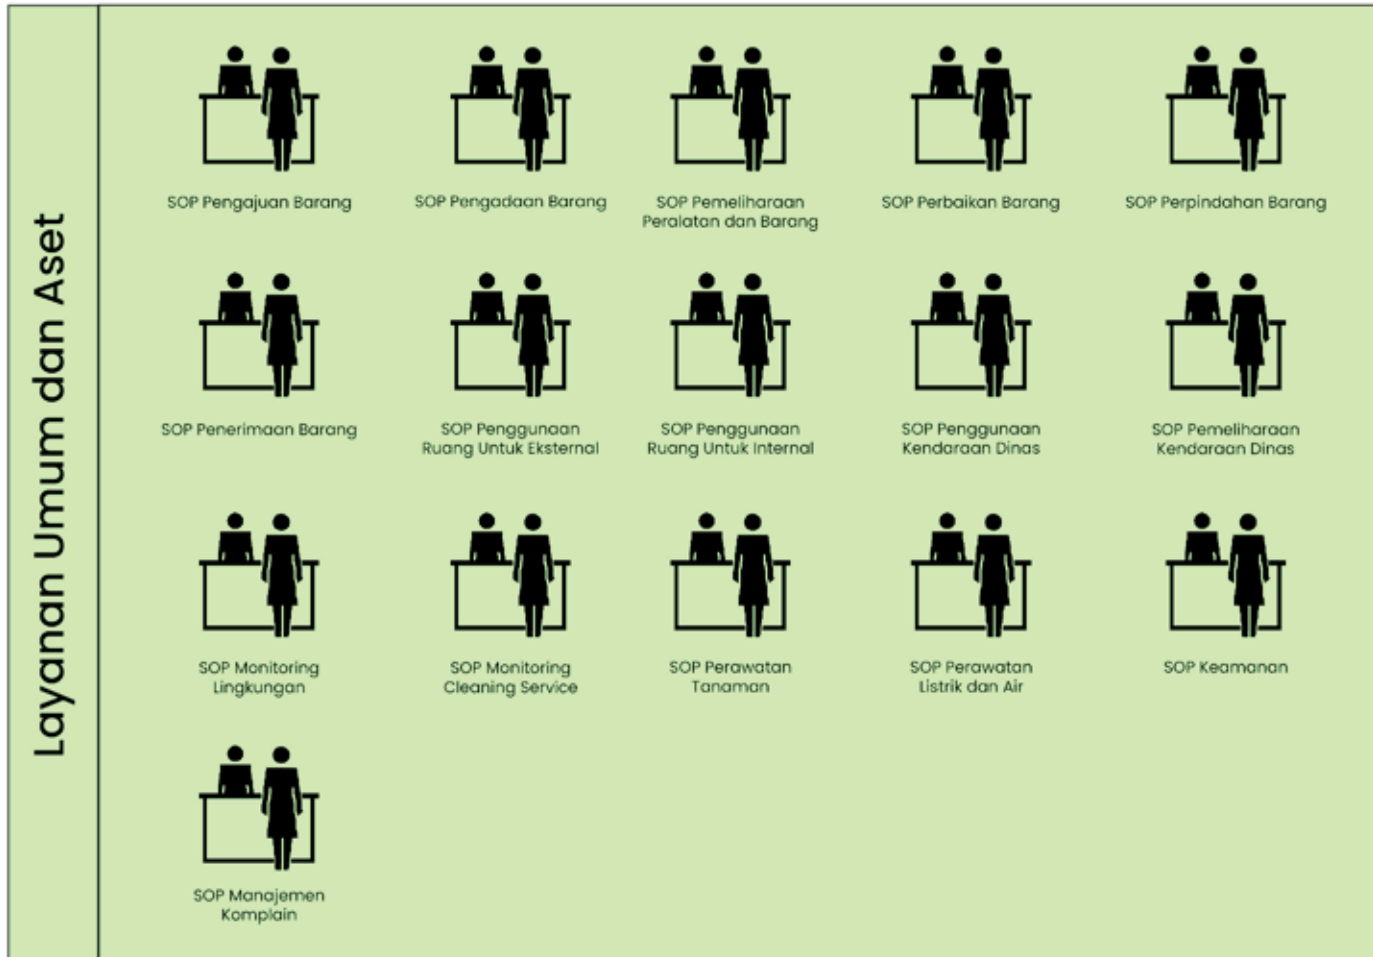 Layanan Umum dan Aset
SOP Pengajuan Barang
SOP Pengadaan Barang
SOP Pemeliharaan
Peralatan dan Barang
SOP Perbaikan Barang
SOP Perpindahan Barang
SOP Penerimaan Barang
SOP Penggunaan
Ruang Untuk Eksternal
SOP Penggunaan
Ruang Untuk Internal
SOP Penggunaan
Kendaraan Dinas
SOP Pemeliharaan
Kendaraan Dinas
SOP Monitoring
Lingkungan
SOP Monitoring
Cleaning Service
SOP Perawatan
Tanaman
SOP Perawatan
Listrik dan Air
SOP Keamanan
SOP Manajemen
Komplain